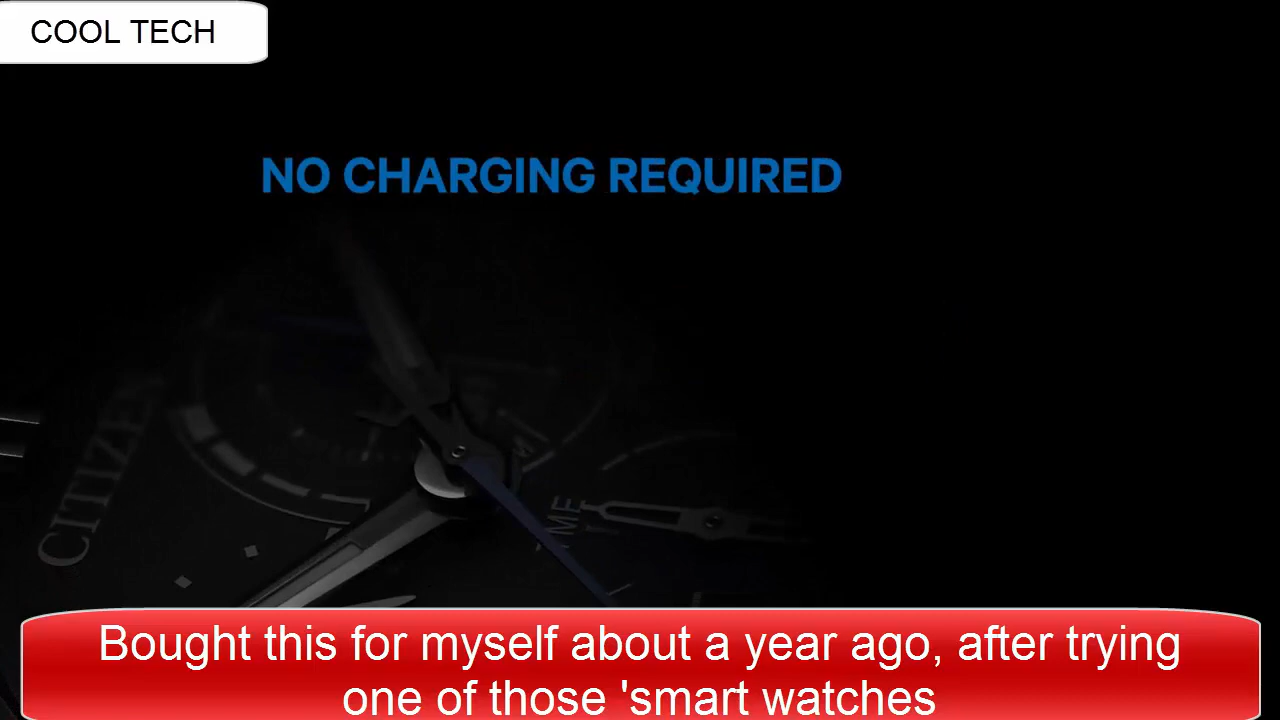 COOL TECH
NO CHARGING REQUIRED
CITIZEN
Bought this for myself about a year ago, after trying
one of those 'smart watches